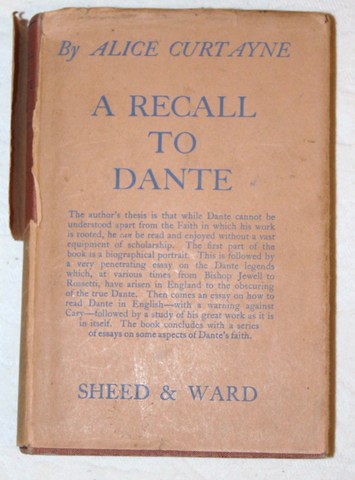 By ALICE CURTAYNE
A RECALL
TO
DANTE
The author's thesis is that while Dante cannot be
understood apart from the Faith in which his work
is rooted, he can be read and enjoyed without a vast
equipment of scholarship. The first part of the
book is a biographical portrait. This is followed by
a very penetrating essay on the Dante legends
which, at various times from Bishop Jewell to
Rossetti, have arisen in England to the obscuring
of the true Dante. Then comes an essay on how to
read Dante in English—with a warning against
Cary—followed by a study of his great work as it is
in itself. The book concludes with a series
of essays on some aspects of Dante's faith.
SHEED & WARD